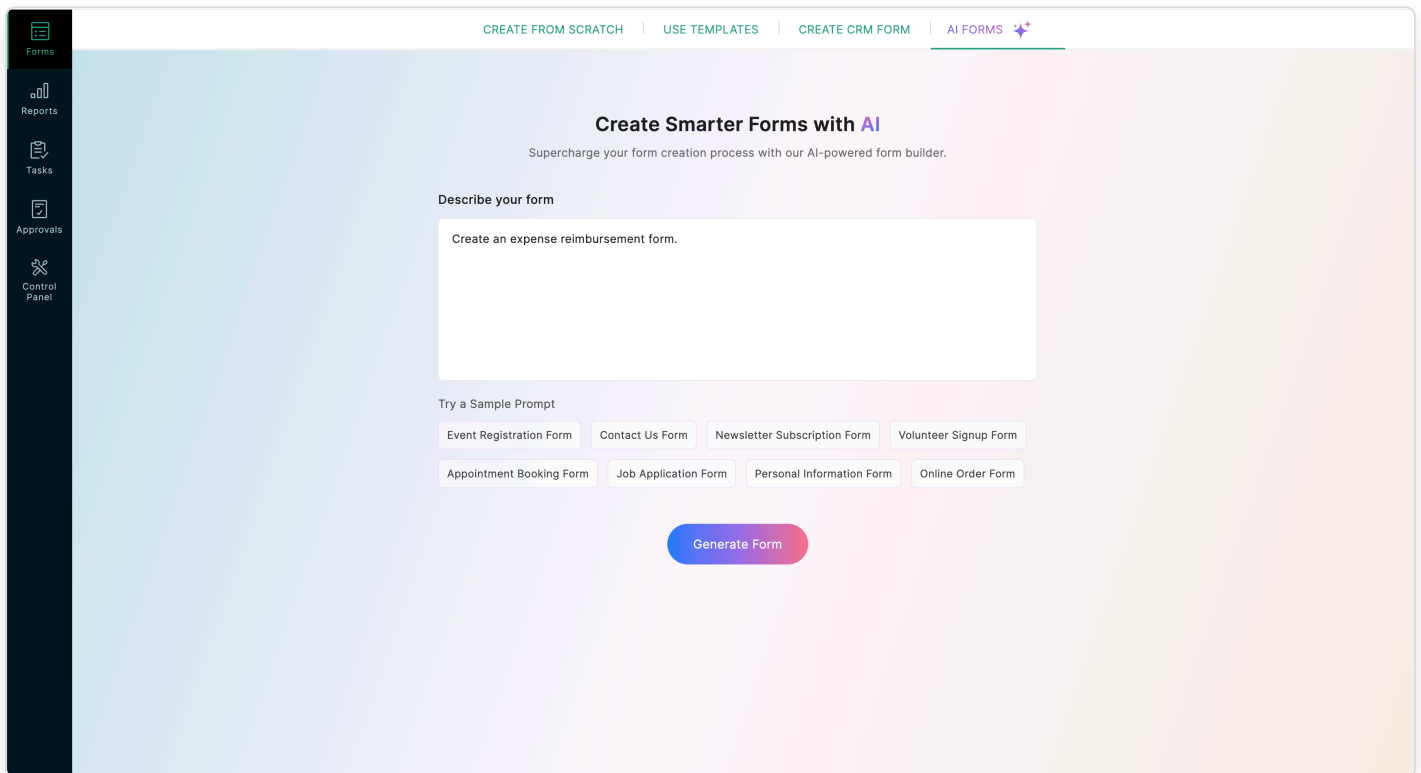 Forms
Reports
Tasks
Approvals
Control
Panel
CREATE FROM SCRATCH
USE TEMPLATES
CREATE CRM FORM
AI FORMS
Create Smarter Forms with AI
Supercharge your form creation process with our AI-powered form builder.
Describe your form
Create an expense reimbursement form.
Try a Sample Prompt
Event Registration Form
Contact Us Form
Newsletter Subscription Form
Volunteer Signup Form
Appointment Booking Form
Job Application Form
Personal Information Form
Online Order Form
Generate Form